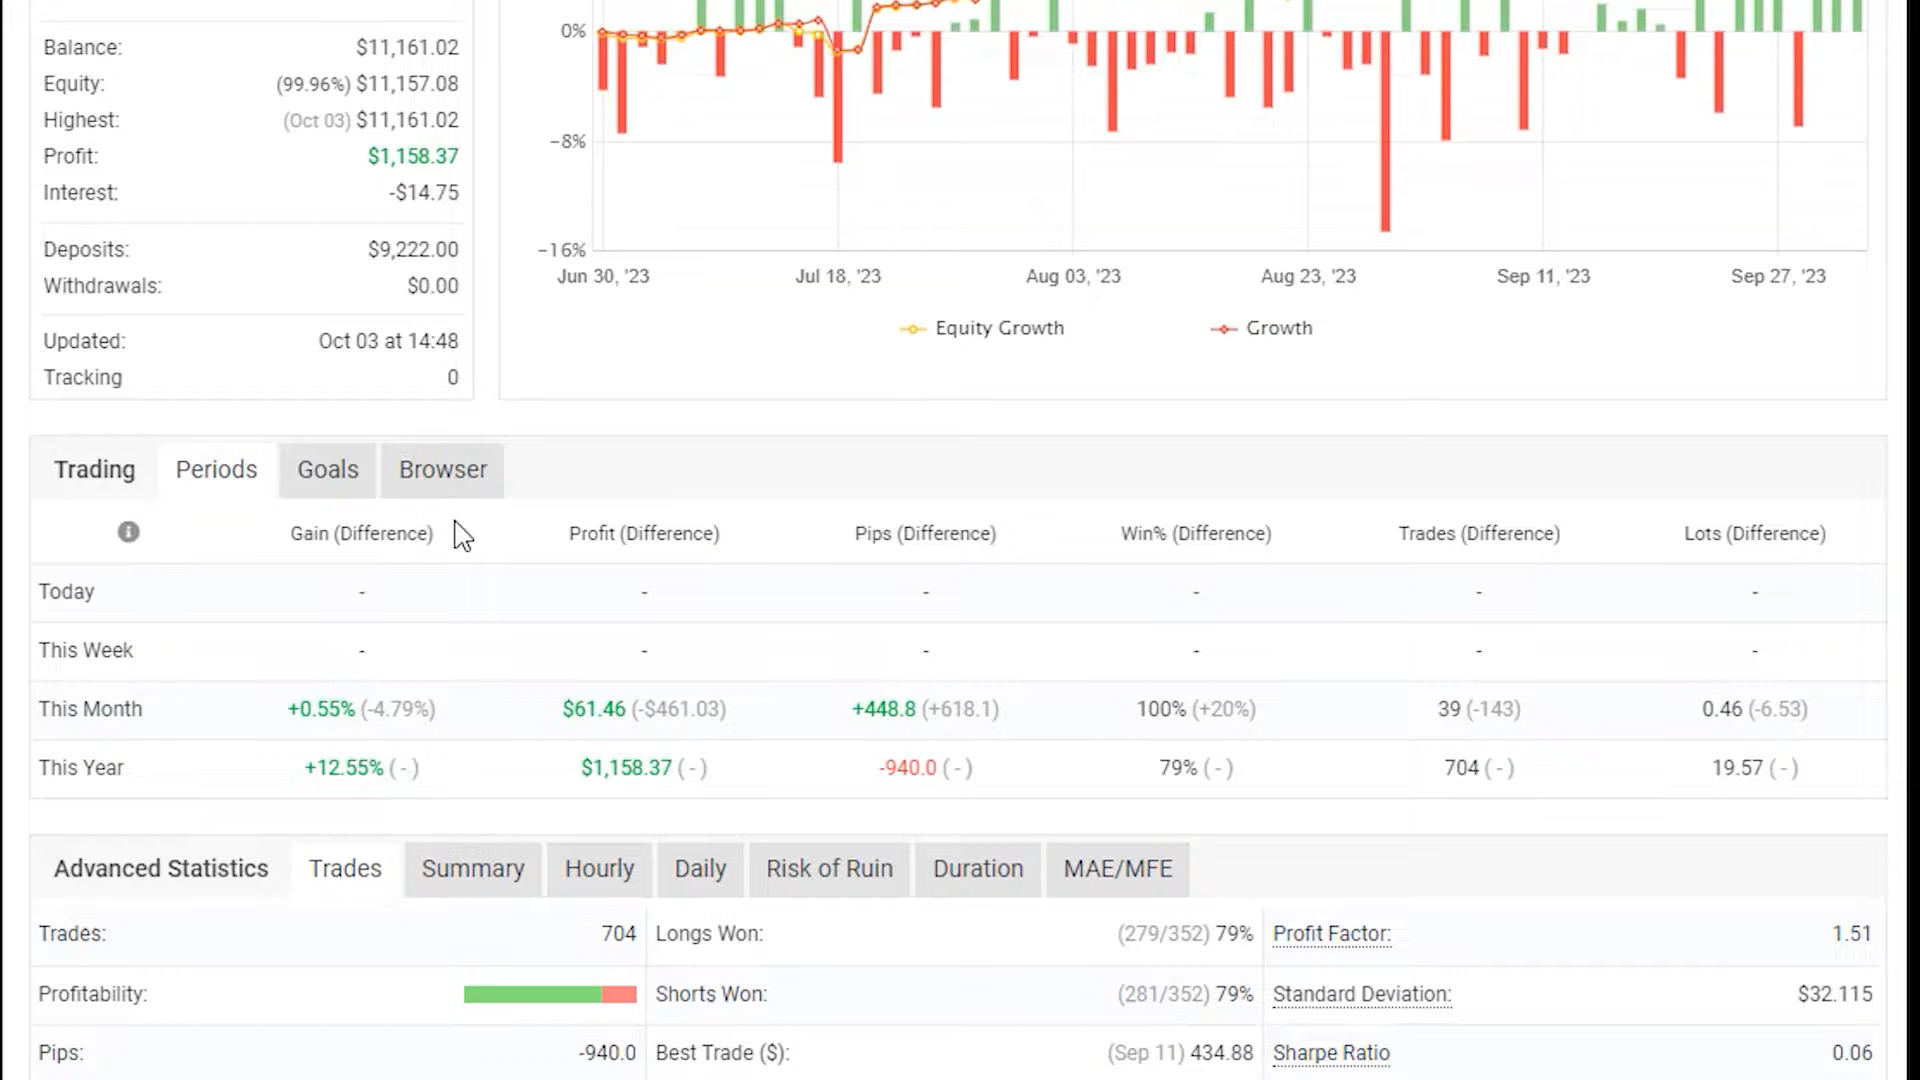 Balance: $11,161.02
Equity: (99.96%) $11,157.08
Highest: (Oct 03) $11,161.02
Profit: $1,158.37
Interest: -$14.75
Deposits: $9,222.00
Withdrawals: $0.00
Updated: Oct 03 at 14:48
Tracking 0
0%
-8%
-16%
Jun 30, '23 Jul 18, '23 Aug 03, '23 Aug 23, '23 Sep 11, '23 Sep 27, '23
Equity Growth Growth
Trading Periods Goals Browser
Gain (Difference) Profit (Difference) Pips (Difference) Win% (Difference) Trades (Difference) Lots (Difference)
Today - - - - - -
This Week - - - - - -
This Month +0.55% (-4.79%) $61.46 (-$461.03) +448.8 (+618.1) 100% (+20%) 39 (-143) 0.46 (-6.53)
This Year +12.55% ( - ) $1,158.37 ( - ) -940.0 ( - ) 79% ( - ) 704 ( - ) 19.57 ( - )
Advanced Statistics Trades Summary Hourly Daily Risk of Ruin Duration MAE/MFE
Trades: 704 Longs Won: (279/352) 79% Profit Factor: 1.51
Profitability: Shorts Won: (281/352) 79% Standard Deviation: $32.115
Pips: -940.0 Best Trade ($): (Sep 11) 434.88 Sharpe Ratio 0.06